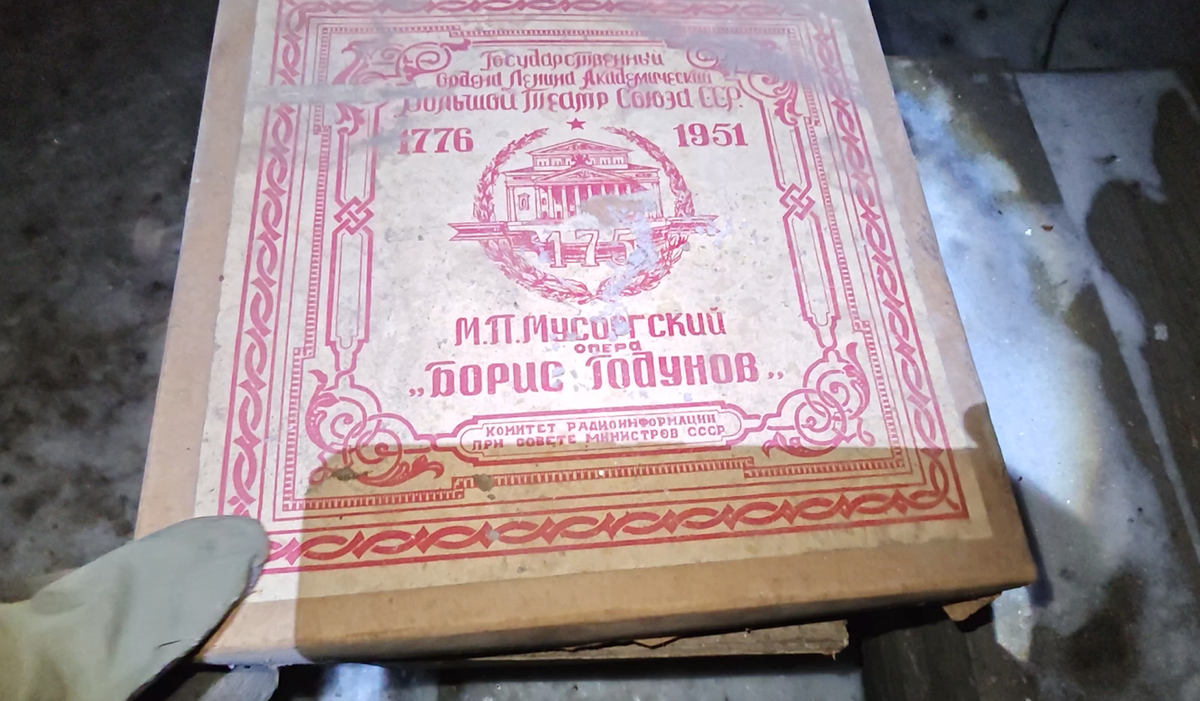 Государственный
Ордена Ленина Академический
Большой Театр Союза ССР.
1776 1951
175
М.П.Мусоргский
ОПЕРА
„Борис Годунов„
КОМИТЕТ РАДИОИНФОРМАЦИИ
ПРИ СОВЕТЕ МИНИСТРОВ СССР